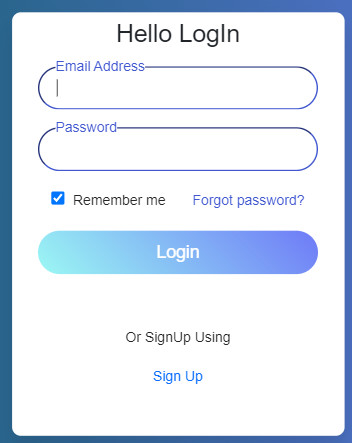 Hello LogIn
Email Address
Password
Remember me Forgot password?
Login
Or SignUp Using
Sign Up